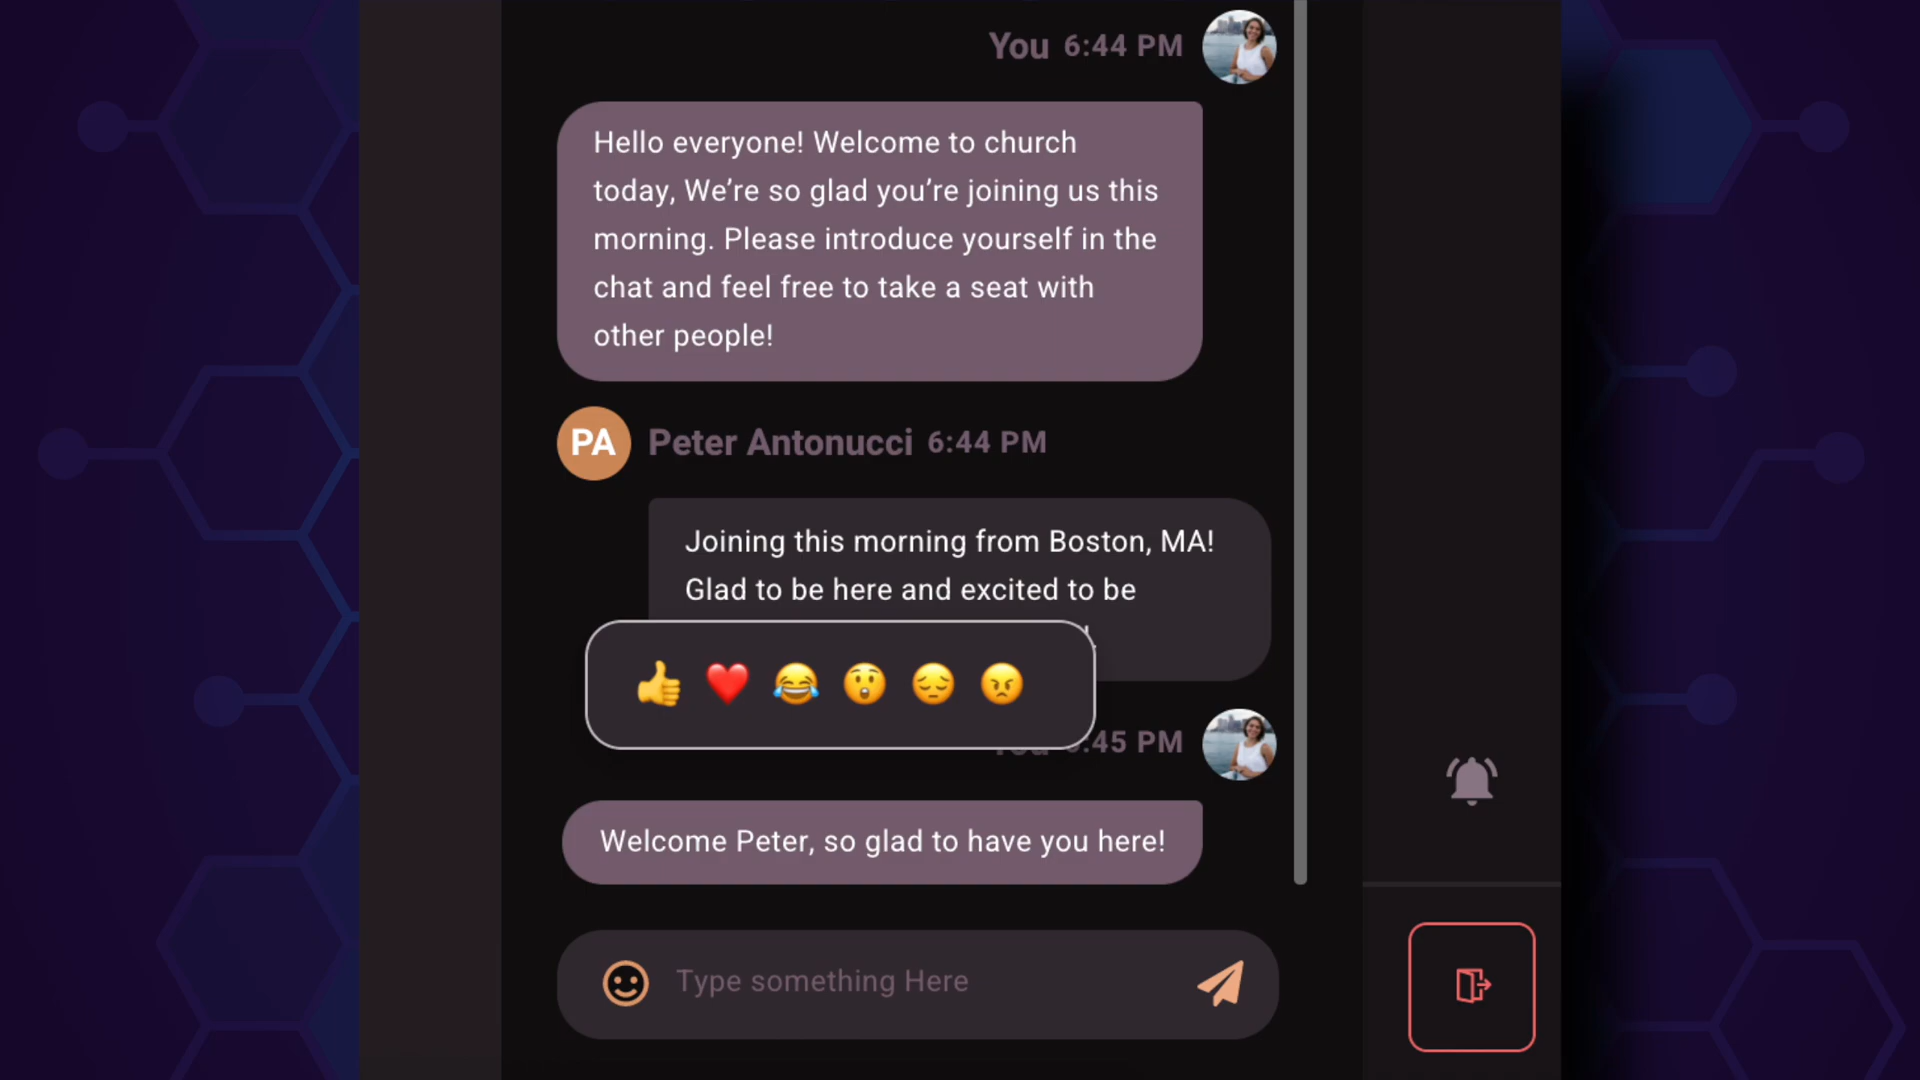 You 6:44 PM
Hello everyone! Welcome to church
today, We’re so glad you’re joining us this
morning. Please introduce yourself in the
chat and feel free to take a seat with
other people!
PA Peter Antonucci 6:44 PM
Joining this morning from Boston, MA!
Glad to be here and excited to be
:45 PM
Welcome Peter, so glad to have you here!
Type something Here